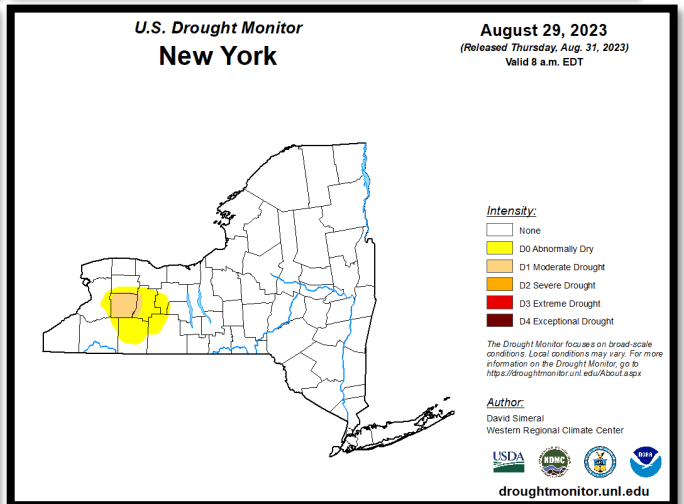 U.S. Drought Monitor
New York
August 29, 2023
(Released Thursday, Aug. 31, 2023)
Valid 8 a.m. EDT
Intensity:
None
D0 Abnormally Dry
D1 Moderate Drought
D2 Severe Drought
D3 Extreme Drought
D4 Exceptional Drought
The Drought Monitor focuses on broad-scale
conditions. Local conditions may vary. For more
information on the Drought Monitor, go to
https://droughtmonitor.unl.edu/About.aspx
Author:
David Simeral
Western Regional Climate Center
USDA
NDMC
droughtmonitor.unl.edu